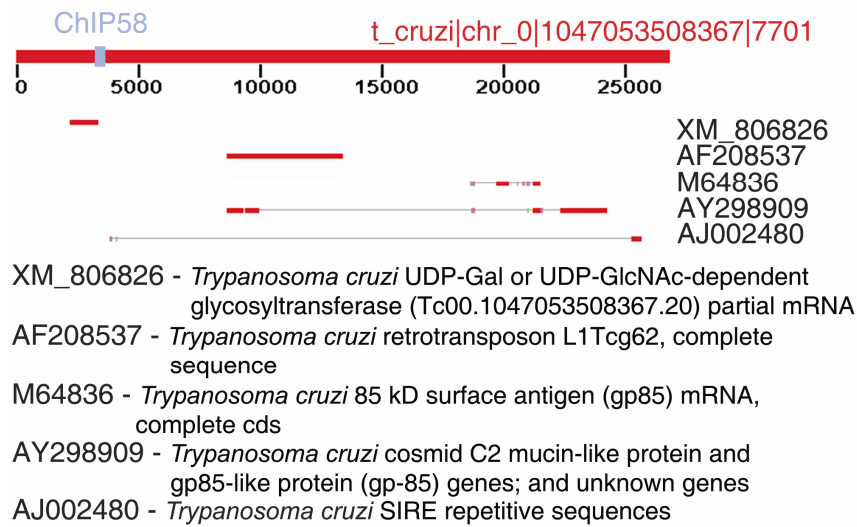 ChIP58
t_cruzi|chr_0|1047053508367|7701
0 5000 10000 15000 20000 25000
XM_806826
AF208537
M64836
AY298909
AJ002480
XM_806826 - Trypanosoma cruzi UDP-Gal or UDP-GlcNAc-dependent
glycosyltransferase (Tc00.1047053508367.20) partial mRNA
AF208537 - Trypanosoma cruzi retrotransposon L1Tcg62, complete
sequence
M64836 - Trypanosoma cruzi 85 kD surface antigen (gp85) mRNA,
complete cds
AY298909 - Trypanosoma cruzi cosmid C2 mucin-like protein and
gp85-like protein (gp-85) genes; and unknown genes
AJ002480 - Trypanosoma cruzi SIRE repetitive sequences